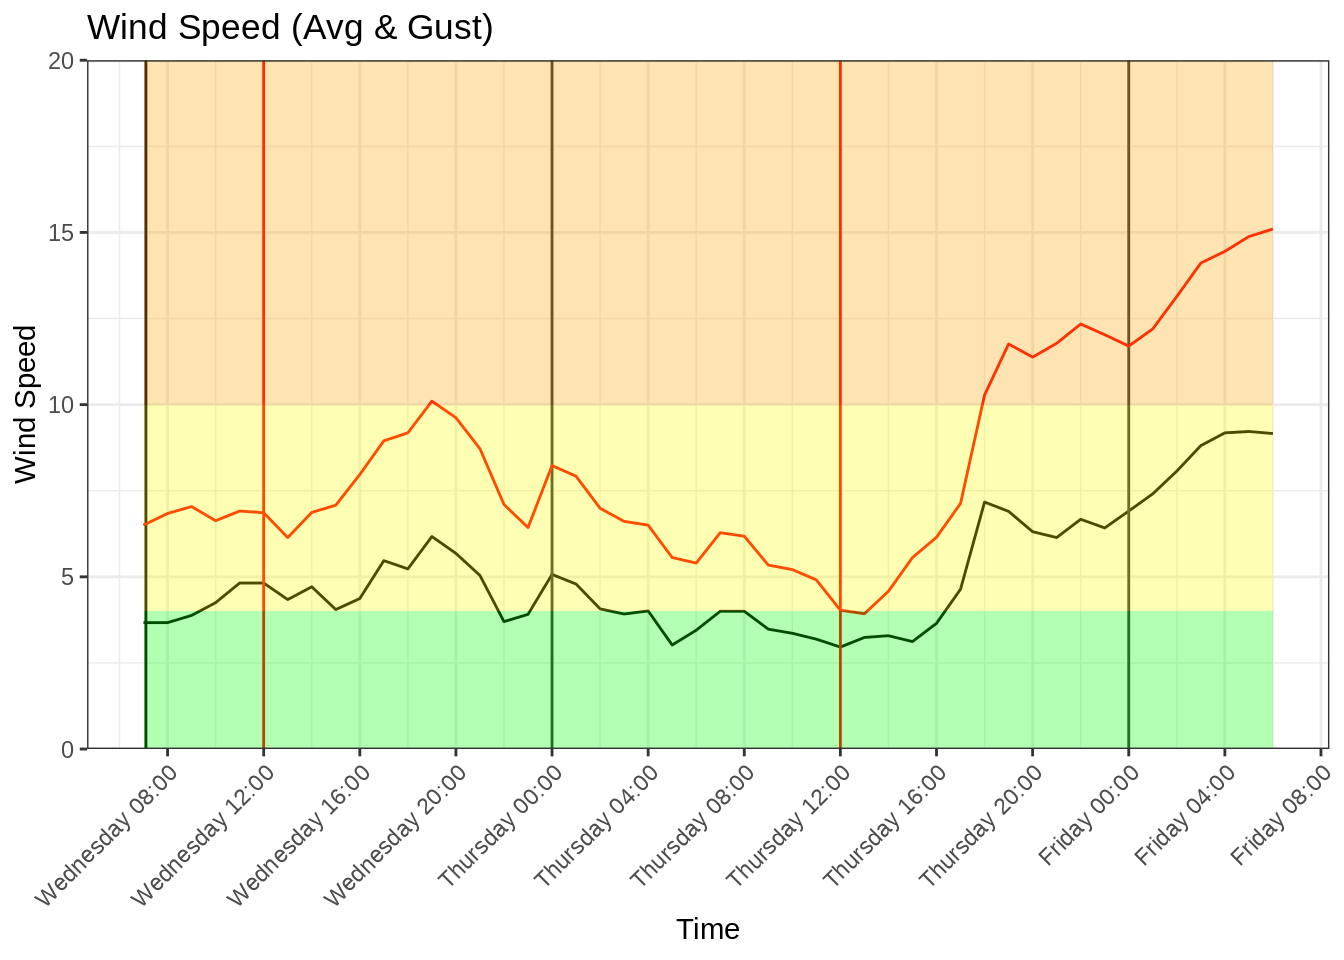 Wind Speed (Avg & Gust)
20
15
10
5
0
Wind Speed
Wednesday 08:00
Wednesday 12:00
Wednesday 16:00
Wednesday 20:00
Thursday 00:00
Thursday 04:00
Thursday 08:00
Thursday 12:00
Thursday 16:00
Thursday 20:00
Friday 00:00
Friday 04:00
Friday 08:00
Time